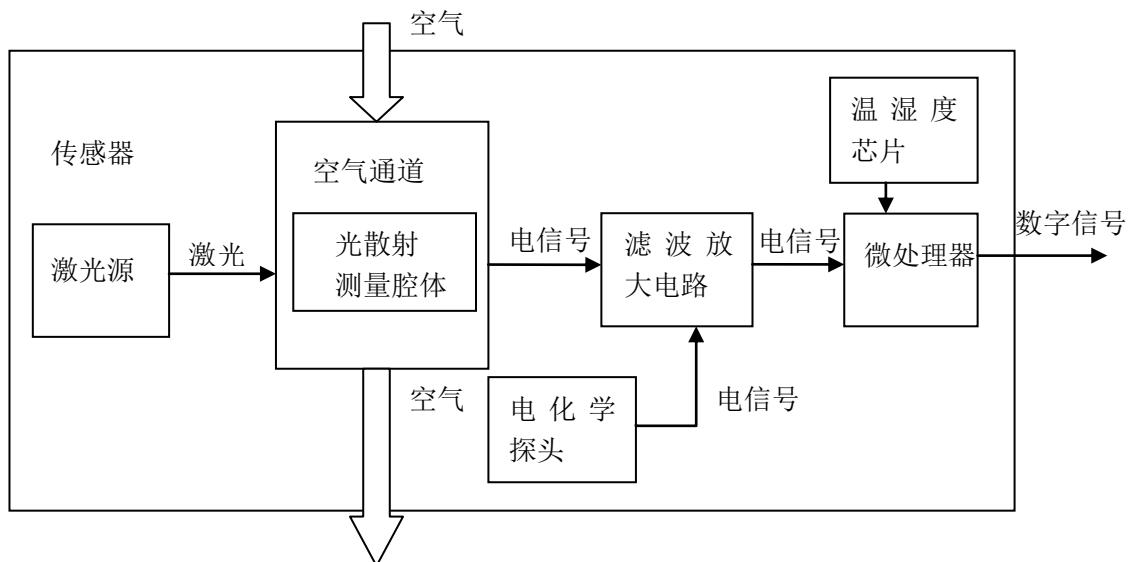 空气
传感器
空气通道
温湿度
芯片
激光源
激光
光散射
测量腔体
电信号
滤波放
大电路
电信号
微处理器
数字信号
空气
电化学
探头
电信号